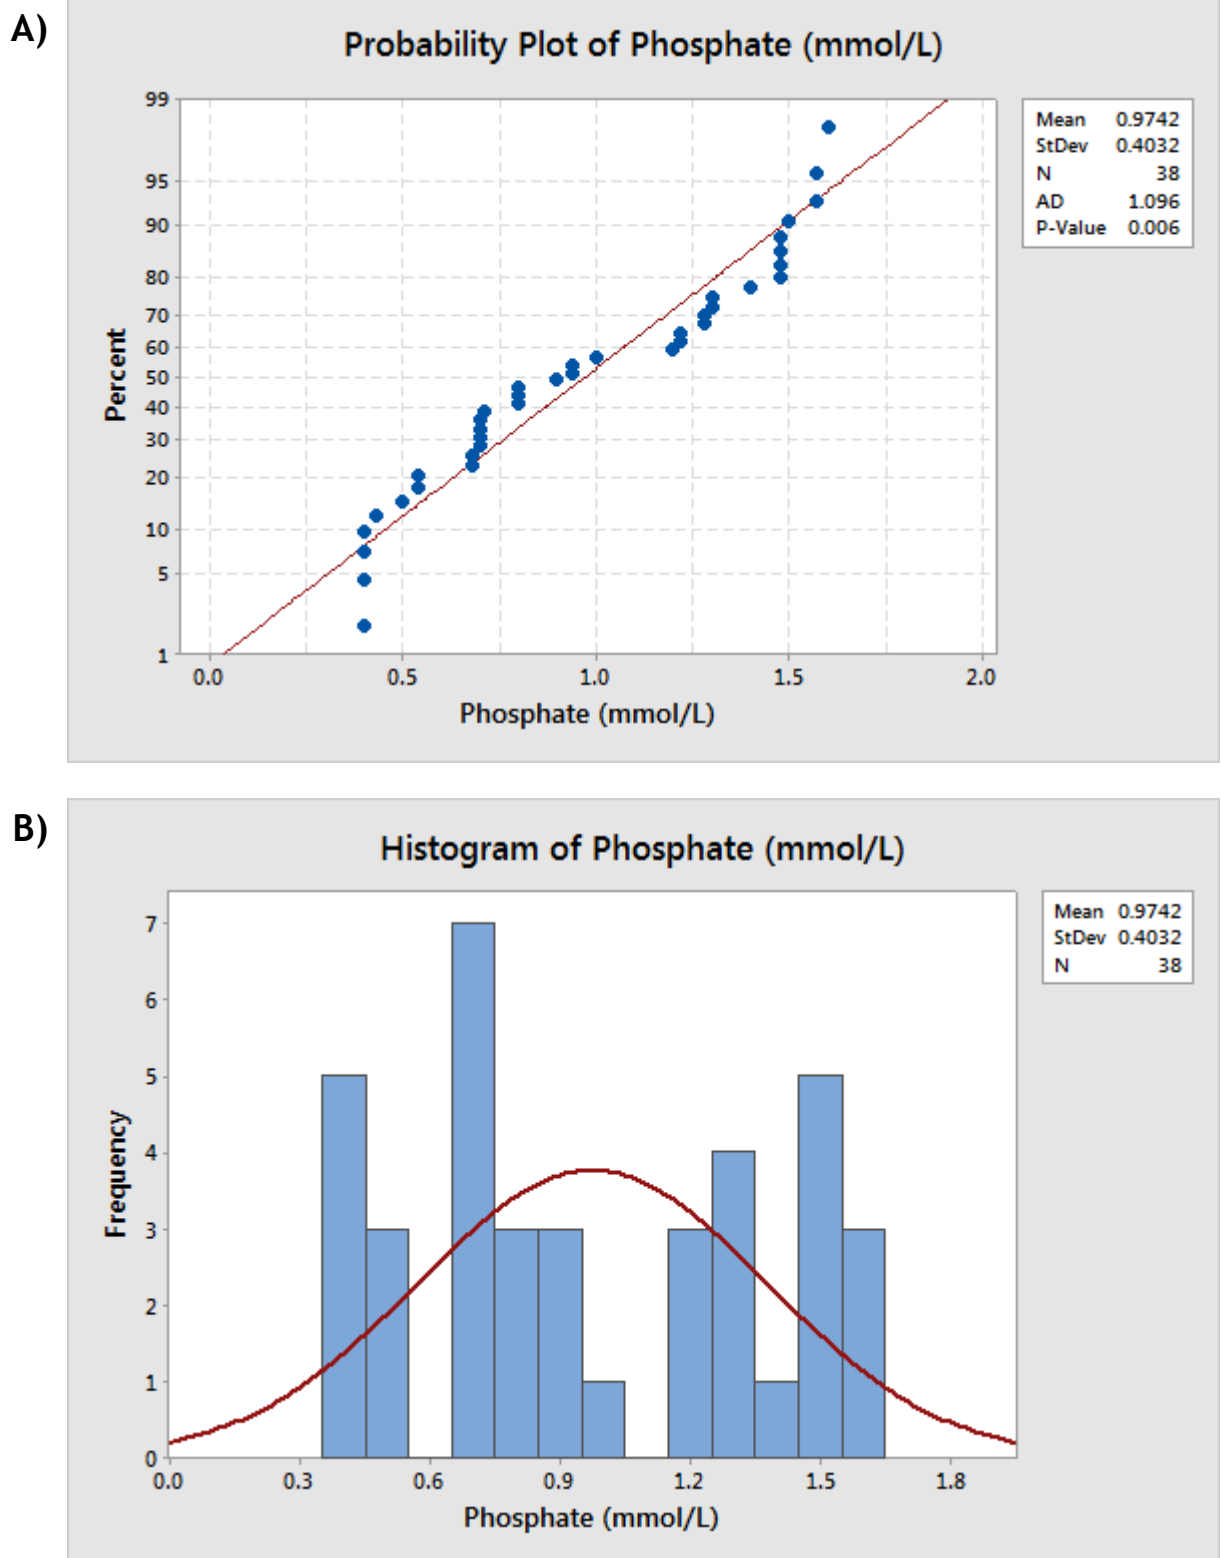 A)
Probability Plot of Phosphate (mmol/L)
Mean 0.9742
StDev 0.4032
N 38
AD 1.096
P-Value 0.006
99
95
90
80
70
60
50
40
30
20
10
5
1
Percent
0.0 0.5 1.0 1.5 2.0
Phosphate (mmol/L)
B)
Histogram of Phosphate (mmol/L)
Mean 0.9742
StDev 0.4032
N 38
7
6
5
4
3
2
1
0
Frequency
0.0 0.3 0.6 0.9 1.2 1.5 1.8
Phosphate (mmol/L)